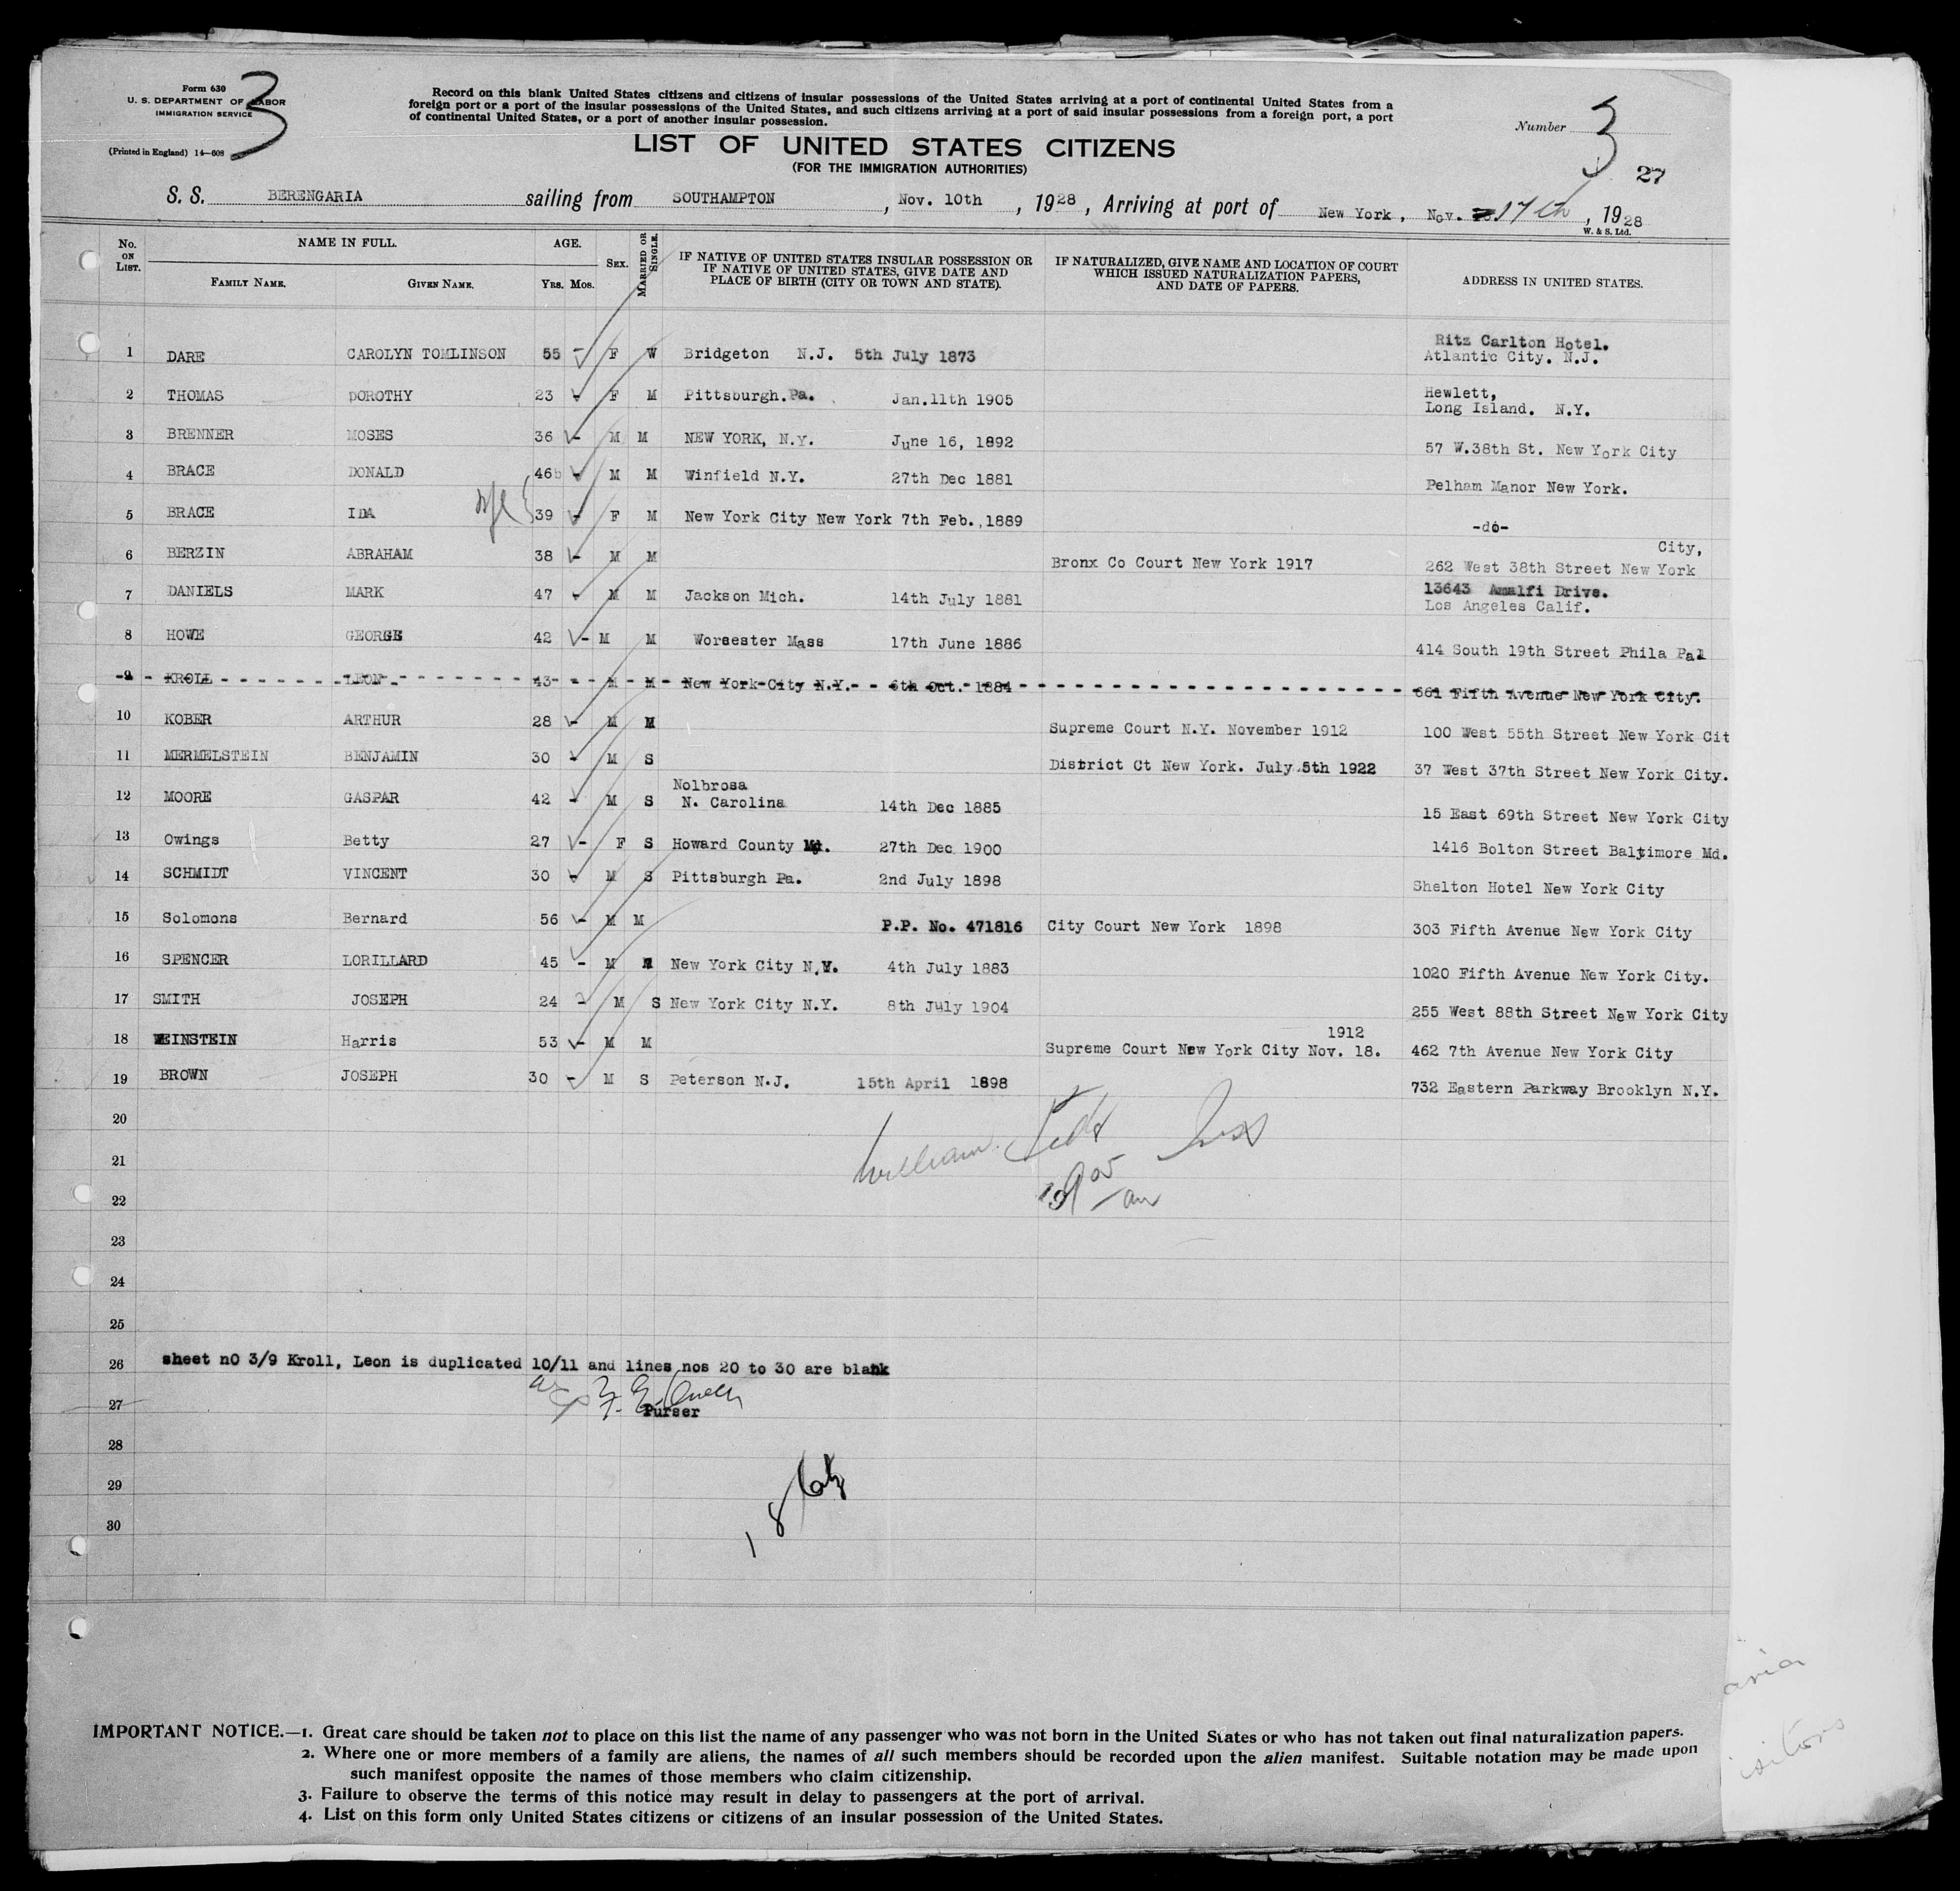 Form 630
U. S. DEPARTMENT OF LABOR
IMMIGRATION SERVICE
(Printed in England) 14—608
3
Record on this blank United States citizens and citizens of insular possessions of the United States arriving at a port of continental United States from a
foreign port or a port of the insular possessions of the United States, and such citizens arriving at a port of said insular possessions from a foreign port, a port
of continental United States, or a port of another insular possession.
Number 3
27
LIST OF UNITED STATES CITIZENS
(FOR THE IMMIGRATION AUTHORITIES)
S. S. BERENGARIA sailing from SOUTHAMPTON, Nov. 10th, 1928, Arriving at port of New York, Nov. 17th, 1928
W. & S. Ltd.
No. ON LIST. NAME IN FULL. AGE. SEX. MARRIED OR SINGLE. IF NATIVE OF UNITED STATES INSULAR POSSESSION OR IF NATIVE OF UNITED STATES, GIVE DATE AND PLACE OF BIRTH (CITY OR TOWN AND STATE). IF NATURALIZED, GIVE NAME AND LOCATION OF COURT WHICH ISSUED NATURALIZATION PAPERS, AND DATE OF PAPERS. ADDRESS IN UNITED STATES.
FAMILY NAME. GIVEN NAME. YRS. MOS.
1 DARE CAROLYN TOMLINSON 55 - F W Bridgeton N.J. 5th July 1873 Ritz Carlton Hotel. Atlantic City. N.J.
2 THOMAS DOROTHY 23 - F M Pittsburgh.Pa. Jan.11th 1905 Hewlett, Long Island. N.Y.
3 BRENNER MOSES 36 - M M NEW YORK, N.Y. June 16, 1892 57 W.38th St. New York City
4 BRACE DONALD 46 - M M Winfield N.Y. 27th Dec 1881 Pelham Manor New York.
5 BRACE IDA 39 - F M New York City New York 7th Feb.,1889 -do-
6 BERZIN ABRAHAM 38 - M M Bronx Co Court New York 1917 262 West 38th Street New York City,
7 DANIELS MARK 47 - M M Jackson Mich. 14th July 1881 13643 Amalfi Drive. Los Angeles Calif.
8 HOWE GEORGE 42 - M M Worsester Mass 17th June 1886 414 South 19th Street Phila Pa
9 KROLL LEON 43 - M M New York City N.Y. 6th Oct. 1884 661 Fifth Avenue New York City.
10 KOBER ARTHUR 28 - M M Supreme Court N.Y. November 1912 100 West 55th Street New York Cit
11 MERMELSTEIN BENJAMIN 30 - M S District Ct New York. July 5th 1922 37 West 37th Street New York City.
12 MOORE GASPAR 42 - M S Nolbrosa N. Carolina 14th Dec 1885 15 East 69th Street New York City
13 Owings Betty 27 - F S Howard County Md. 27th Dec 1900 1416 Bolton Street Baltimore Md.
14 SCHMIDT VINCENT 30 - M S Pittsburgh Pa. 2nd July 1898 Shelton Hotel New York City
15 Solomons Bernard 56 - M M P.P. No. 471816 City Court New York 1898 303 Fifth Avenue New York City
16 SPENCER LORILLARD 45 - M M New York City N.Y. 4th July 1883 1020 Fifth Avenue New York City.
17 SMITH JOSEPH 24 - M S New York City N.Y. 8th July 1904 255 West 88th Street New York City
18 WEINSTEIN Harris 53 - M M Supreme Court New York City Nov. 18. 1912 462 7th Avenue New York City
19 BROWN JOSEPH 30 - M S Peterson N.J. 15th April 1898 732 Eastern Parkway Brooklyn N.Y.
20
William
21
22
23
24
25
26 sheet nO 3/9 Kroll, Leon is duplicated 10/11 and lines nos 20 to 30 are blank
27
Purser
28
29
30
18
IMPORTANT NOTICE.—1. Great care should be taken not to place on this list the name of any passenger who was not born in the United States or who has not taken out final naturalization papers.
2. Where one or more members of a family are aliens, the names of all such members should be recorded upon the alien manifest. Suitable notation may be made upon
such manifest opposite the names of those members who claim citizenship.
3. Failure to observe the terms of this notice may result in delay to passengers at the port of arrival.
4. List on this form only United States citizens or citizens of an insular possession of the United States.